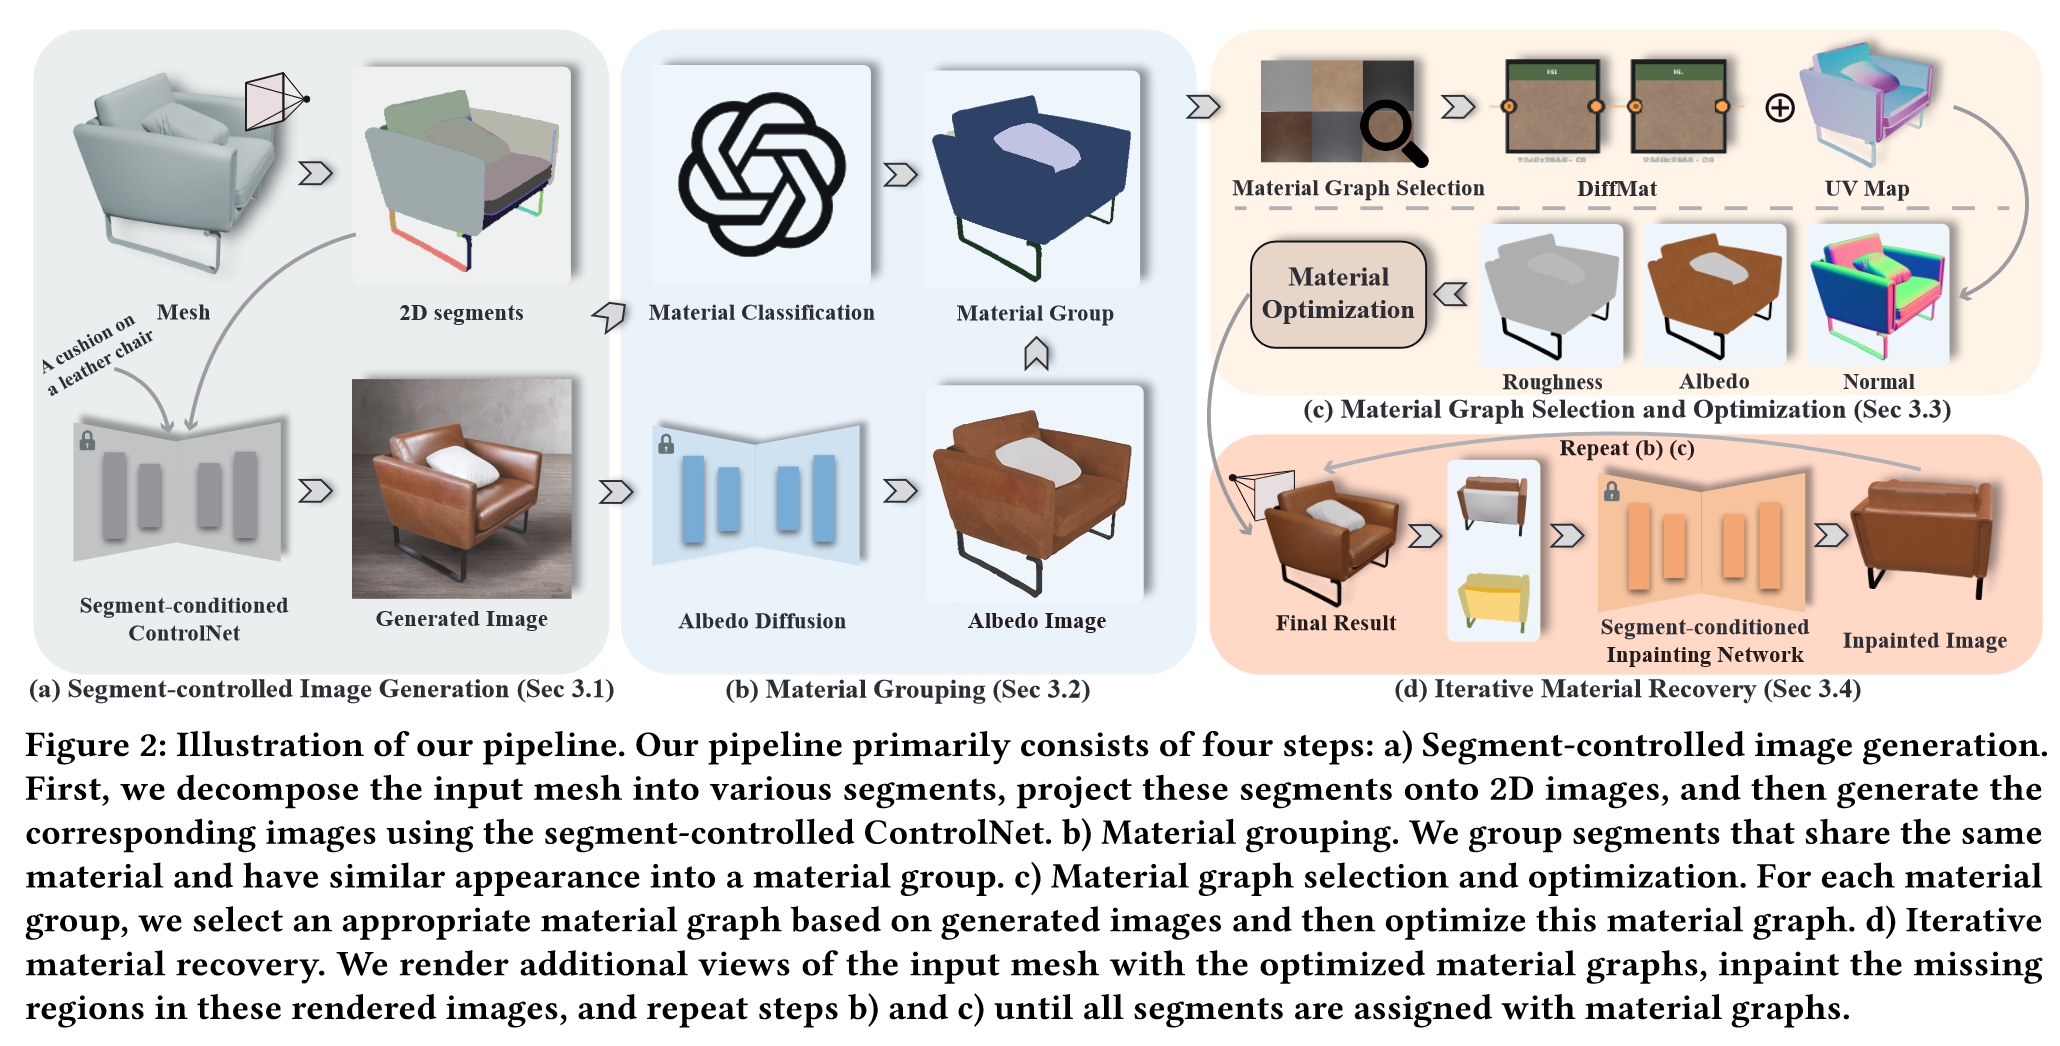 Mesh
2D segments
A cushion on
a leather chair
Segment-conditioned
ControlNet
Generated Image
(a) Segment-controlled Image Generation (Sec 3.1)
Material Classification
Material Group
Albedo Diffusion
Albedo Image
(b) Material Grouping (Sec 3.2)
Material Graph Selection
DiffMat
UV Map
Material
Optimization
Roughness
Albedo
Normal
(c) Material Graph Selection and Optimization (Sec 3.3)
Repeat (b) (c)
Final Result
Segment-conditioned
Inpainting Network
Inpainted Image
(d) Iterative Material Recovery (Sec 3.4)
Figure 2: Illustration of our pipeline. Our pipeline primarily consists of four steps: a) Segment-controlled image generation.
First, we decompose the input mesh into various segments, project these segments onto 2D images, and then generate the
corresponding images using the segment-controlled ControlNet. b) Material grouping. We group segments that share the same
material and have similar appearance into a material group. c) Material graph selection and optimization. For each material
group, we select an appropriate material graph based on generated images and then optimize this material graph. d) Iterative
material recovery. We render additional views of the input mesh with the optimized material graphs, inpaint the missing
regions in these rendered images, and repeat steps b) and c) until all segments are assigned with material graphs.